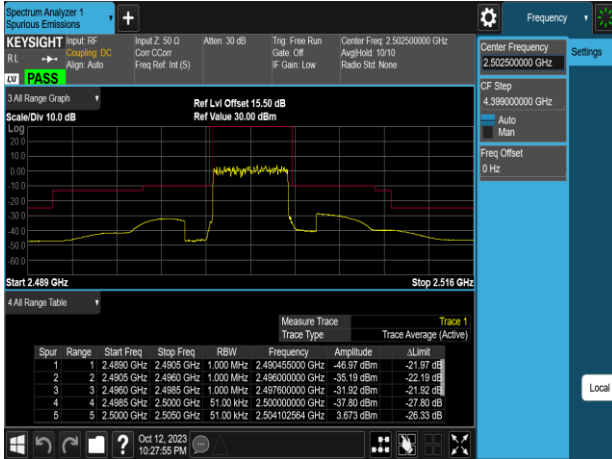 Spectrum Analyzer 1
Spurious Emissions
Frequency
KEYSIGHT
Input: RF
Input Z: 50 Ω
Atten: 30 dB
Trig: Free Run
Center Freq: 2.502500000 GHz
RL
Coupling: DC
Corr CCorr
Gate: Off
Avg|Hold: 10/10
Align: Auto
Freq Ref: Int (S)
IF Gain: Low
Radio Std: None
LXI
PASS
Center Frequency
2.502500000 GHz
Settings
CF Step
4.399000000 GHz
Auto
Man
Freq Offset
0 Hz
Local
3 All Range Graph
Ref Lvl Offset 15.50 dB
Scale/Div 10.0 dB
Ref Value 30.00 dBm
Log
20.0
10.0
0.00
-10.0
-20.0
-30.0
-40.0
-50.0
-60.0
Start 2.489 GHz
Stop 2.516 GHz
4 All Range Table
Measure Trace Trace 1
Trace Type Trace Average (Active)
Spur Range Start Freq Stop Freq RBW Frequency Amplitude ΔLimit
1 1 2.4890 GHz 2.4905 GHz 1.000 MHz 2.490455000 GHz -46.97 dBm -21.97 dB
2 2 2.4905 GHz 2.4960 GHz 1.000 MHz 2.496000000 GHz -35.19 dBm -22.19 dB
3 3 2.4960 GHz 2.4985 GHz 1.000 MHz 2.497600000 GHz -31.92 dBm -21.92 dB
4 4 2.4985 GHz 2.5000 GHz 51.00 kHz 2.500000000 GHz -37.80 dBm -27.80 dB
5 5 2.5000 GHz 2.5050 GHz 51.00 kHz 2.504102564 GHz 3.673 dBm -26.33 dB
Oct 12, 2023
10:27:55 PM